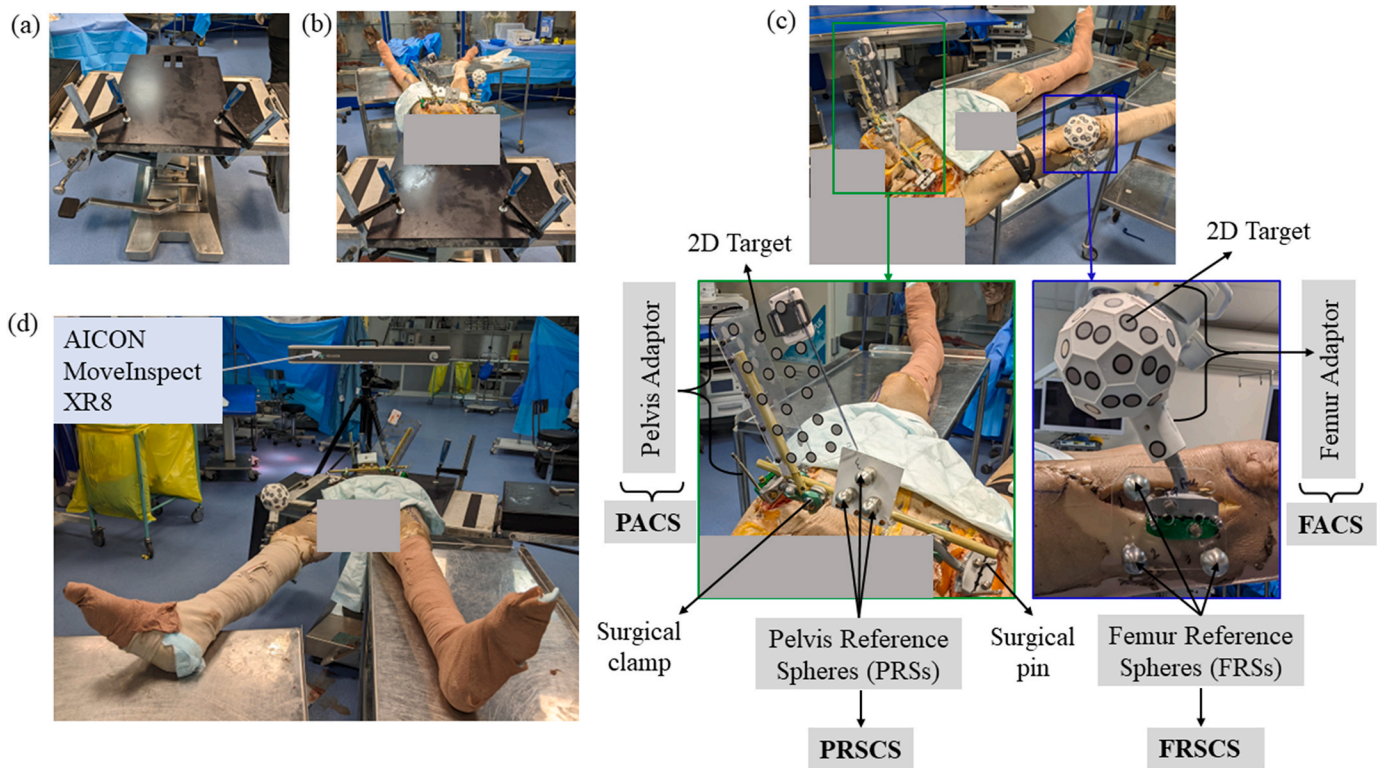 (a)
(b)
(c)
2D Target
2D Target
Pelvis Adaptor
PACS
Femur Adaptor
FACS
(d)
AICON
MoveInspect
XR8
Surgical
clamp
Pelvis Reference
Spheres (PRSs)
PRSCS
Surgical
pin
Femur Reference
Spheres (FRSs)
FRSCS